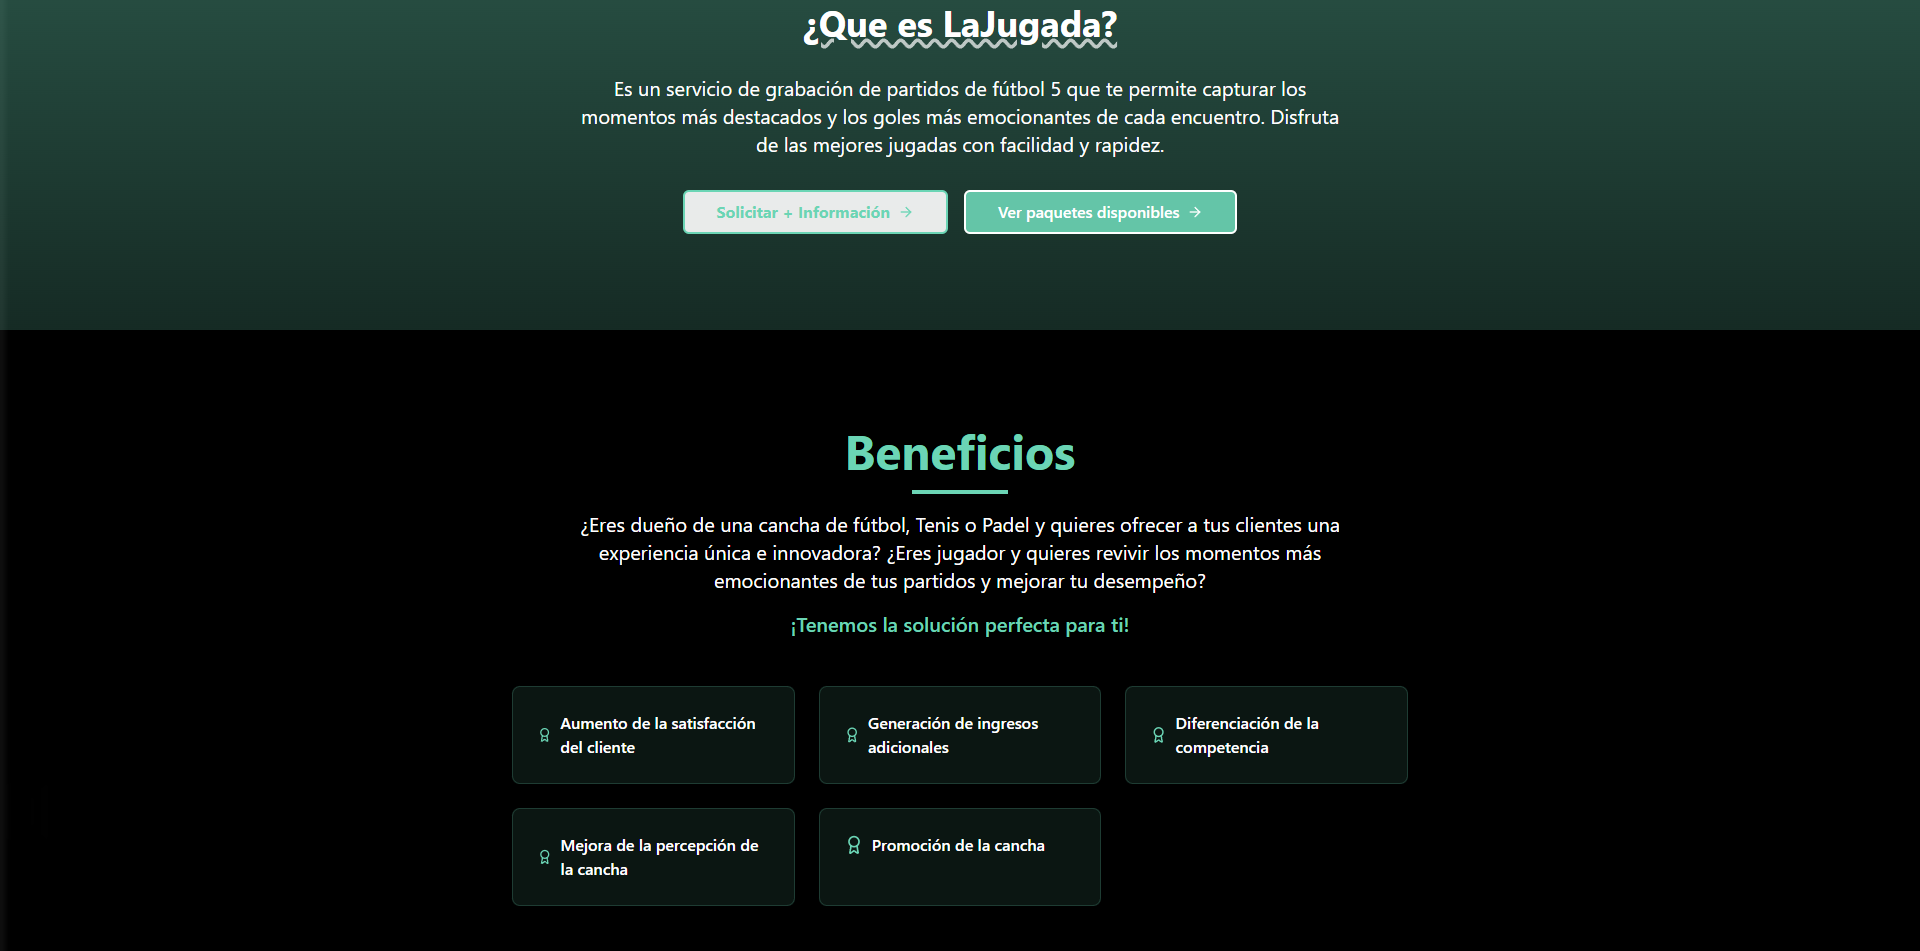 ¿Que es LaJugada?
Es un servicio de grabación de partidos de fútbol 5 que te permite capturar los
momentos más destacados y los goles más emocionantes de cada encuentro. Disfruta
de las mejores jugadas con facilidad y rapidez.
Solicitar + Información →
Ver paquetes disponibles →
Beneficios
¿Eres dueño de una cancha de fútbol, Tenis o Padel y quieres ofrecer a tus clientes una
experiencia única e innovadora? ¿Eres jugador y quieres revivir los momentos más
emocionantes de tus partidos y mejorar tu desempeño?
¡Tenemos la solución perfecta para ti!
Aumento de la satisfacción
del cliente
Generación de ingresos
adicionales
Diferenciación de la
competencia
Mejora de la percepción de
la cancha
Promoción de la cancha